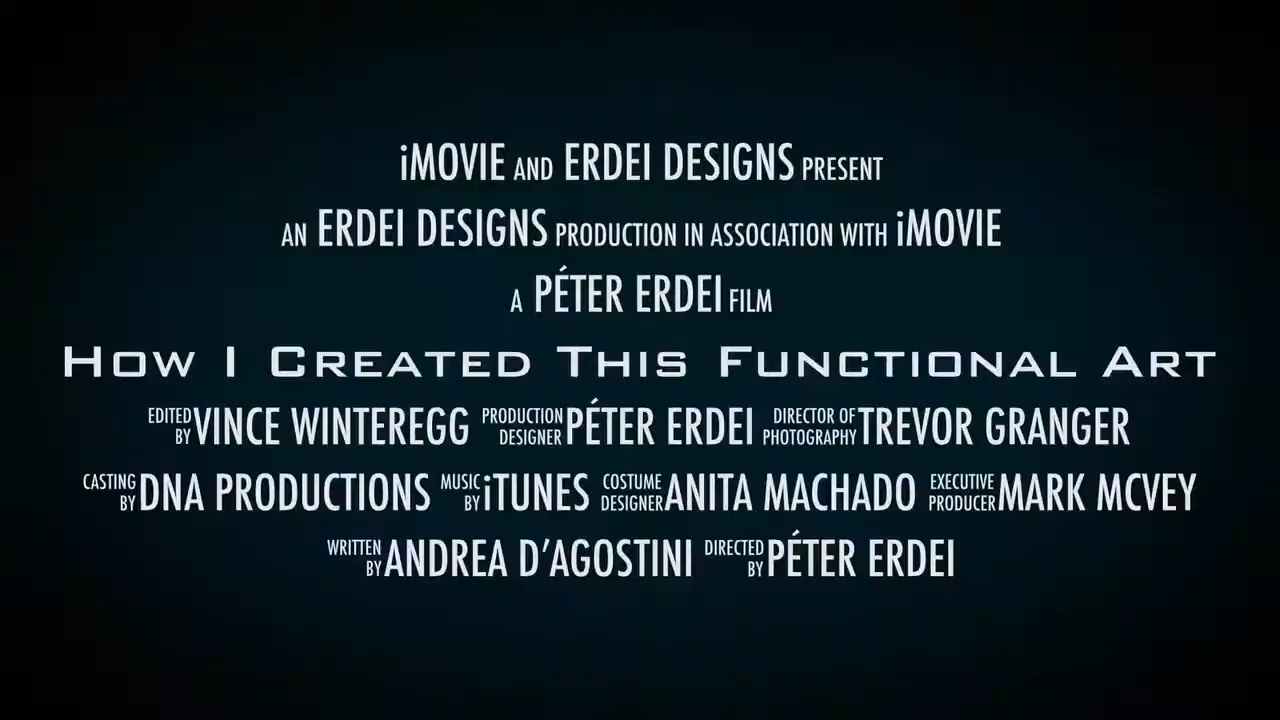 iMOVIE AND ERDEI DESIGNS PRESENT
AN ERDEI DESIGNS PRODUCTION IN ASSOCIATION WITH iMOVIE
A PÉTER ERDEI FILM
HOW I CREATED THIS FUNCTIONAL ART
EDITED BY VINCE WINTEREGG PRODUCTION DESIGNER PÉTER ERDEI DIRECTOR OF PHOTOGRAPHY TREVOR GRANGER
CASTING BY DNA PRODUCTIONS MUSIC BY iTUNES COSTUME DESIGNER ANITA MACHADO EXECUTIVE PRODUCER MARK MCVEY
WRITTEN BY ANDREA D’AGOSTINI DIRECTED BY PÉTER ERDEI